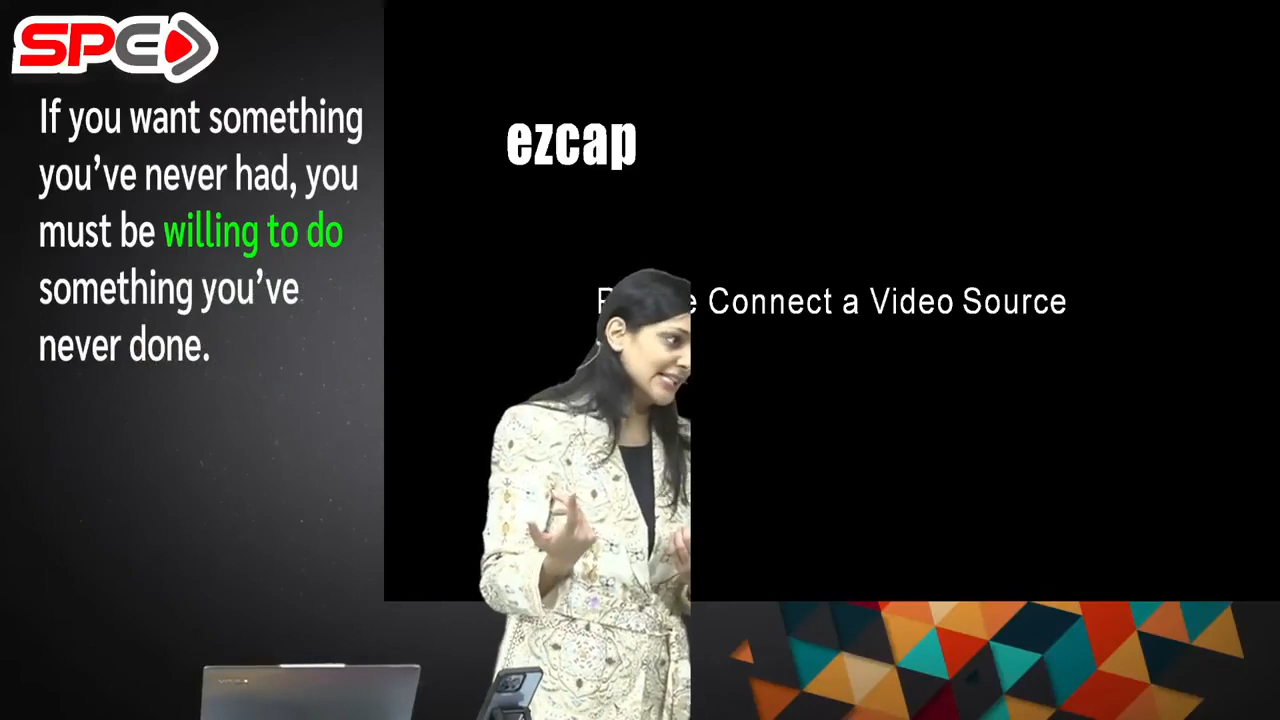 SPE
If you want something
you’ve never had, you
must be willing to do
something you’ve
never done.
ezcap
Connect a Video Source